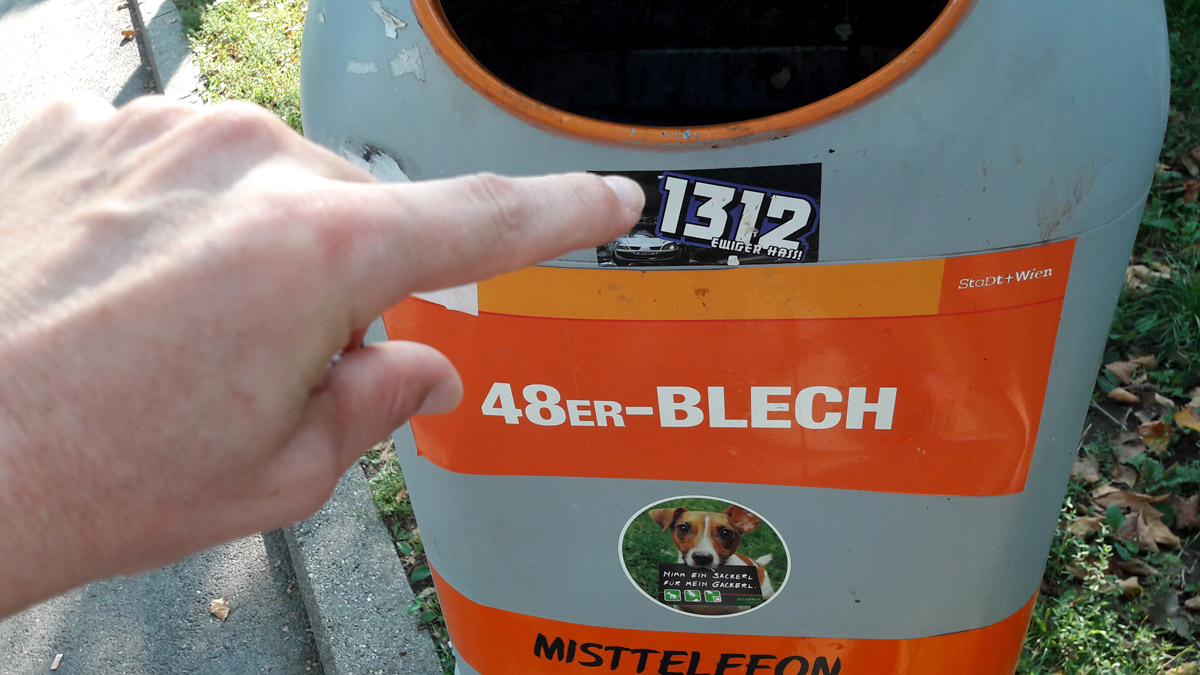 1312
EWIGER HASS!
StaDt+Wien
48ER-BLECH
NIMM EIN SACKERL
FÜR MEIN GACKERL.
MISTTELEFON